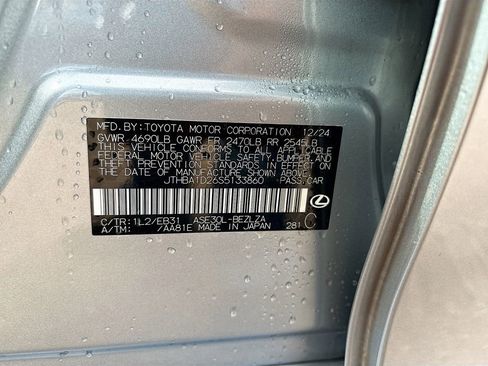 MFD. BY: TOYOTA MOTOR CORPORATION 12/24
GVWR 4690LB GAWR FR 2470LB RR 2545LB
THIS VEHICLE CONFORMS TO ALL APPLICABLE
FEDERAL MOTOR VEHICLE SAFETY, BUMPER, AND
THEFT PREVENTION STANDARDS IN EFFECT ON
THE DATE OF MANUFACTURE SHOWN ABOVE.
JTHBA1D26S5133860 PASS. CAR
C/TR: 1L2/EB31 ASE30L-BEZLZA
A/TM: /AA81E MADE IN JAPAN 281 C
LEXUS